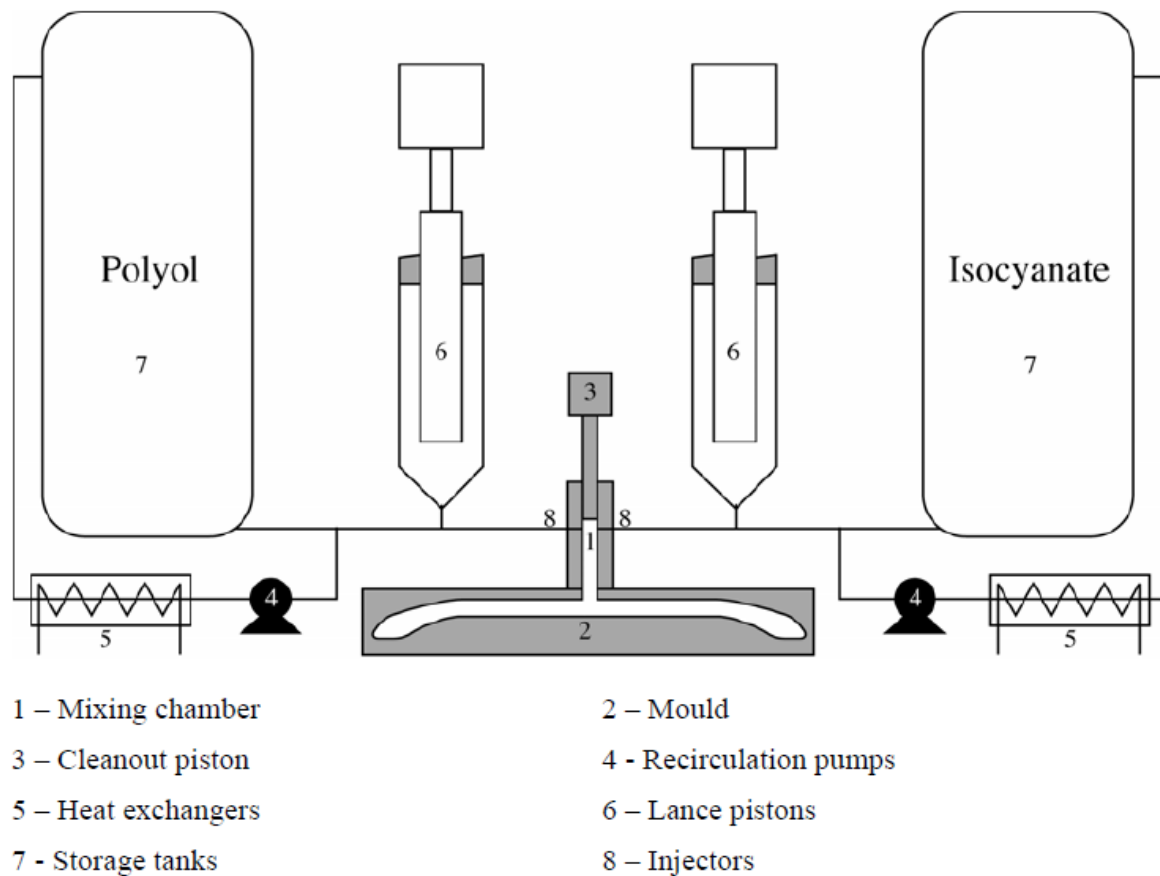 Polyol
Isocyanate
7
6
6
7
3
8
8
1
4
4
5
2
5
1 – Mixing chamber
2 – Mould
3 – Cleanout piston
4 - Recirculation pumps
5 – Heat exchangers
6 – Lance pistons
7 - Storage tanks
8 – Injectors